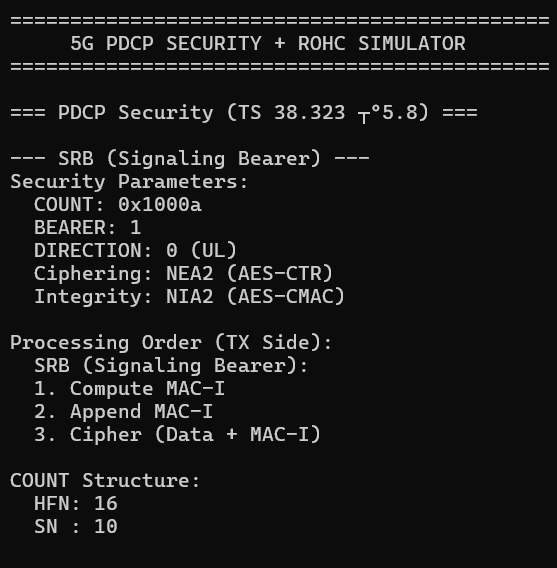 ======================================================
5G PDCP SECURITY + ROHC SIMULATOR
======================================================
=== PDCP Security (TS 38.323 ┬°5.8) ===
--- SRB (Signaling Bearer) ---
Security Parameters:
COUNT: 0x1000a
BEARER: 1
DIRECTION: 0 (UL)
Ciphering: NEA2 (AES-CTR)
Integrity: NIA2 (AES-CMAC)
Processing Order (TX Side):
SRB (Signaling Bearer):
1. Compute MAC-I
2. Append MAC-I
3. Cipher (Data + MAC-I)
COUNT Structure:
HFN: 16
SN : 10